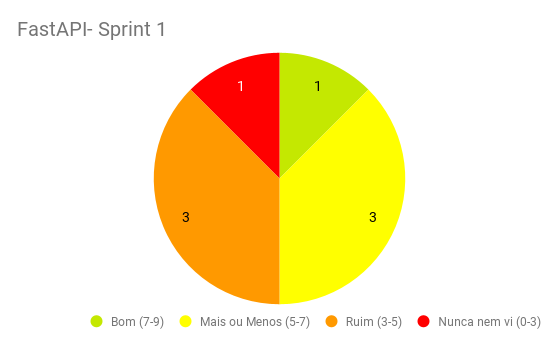 FastAPI- Sprint 1
1 1
3 3
Bom (7-9) Mais ou Menos (5-7) Ruim (3-5) Nunca nem vi (0-3)